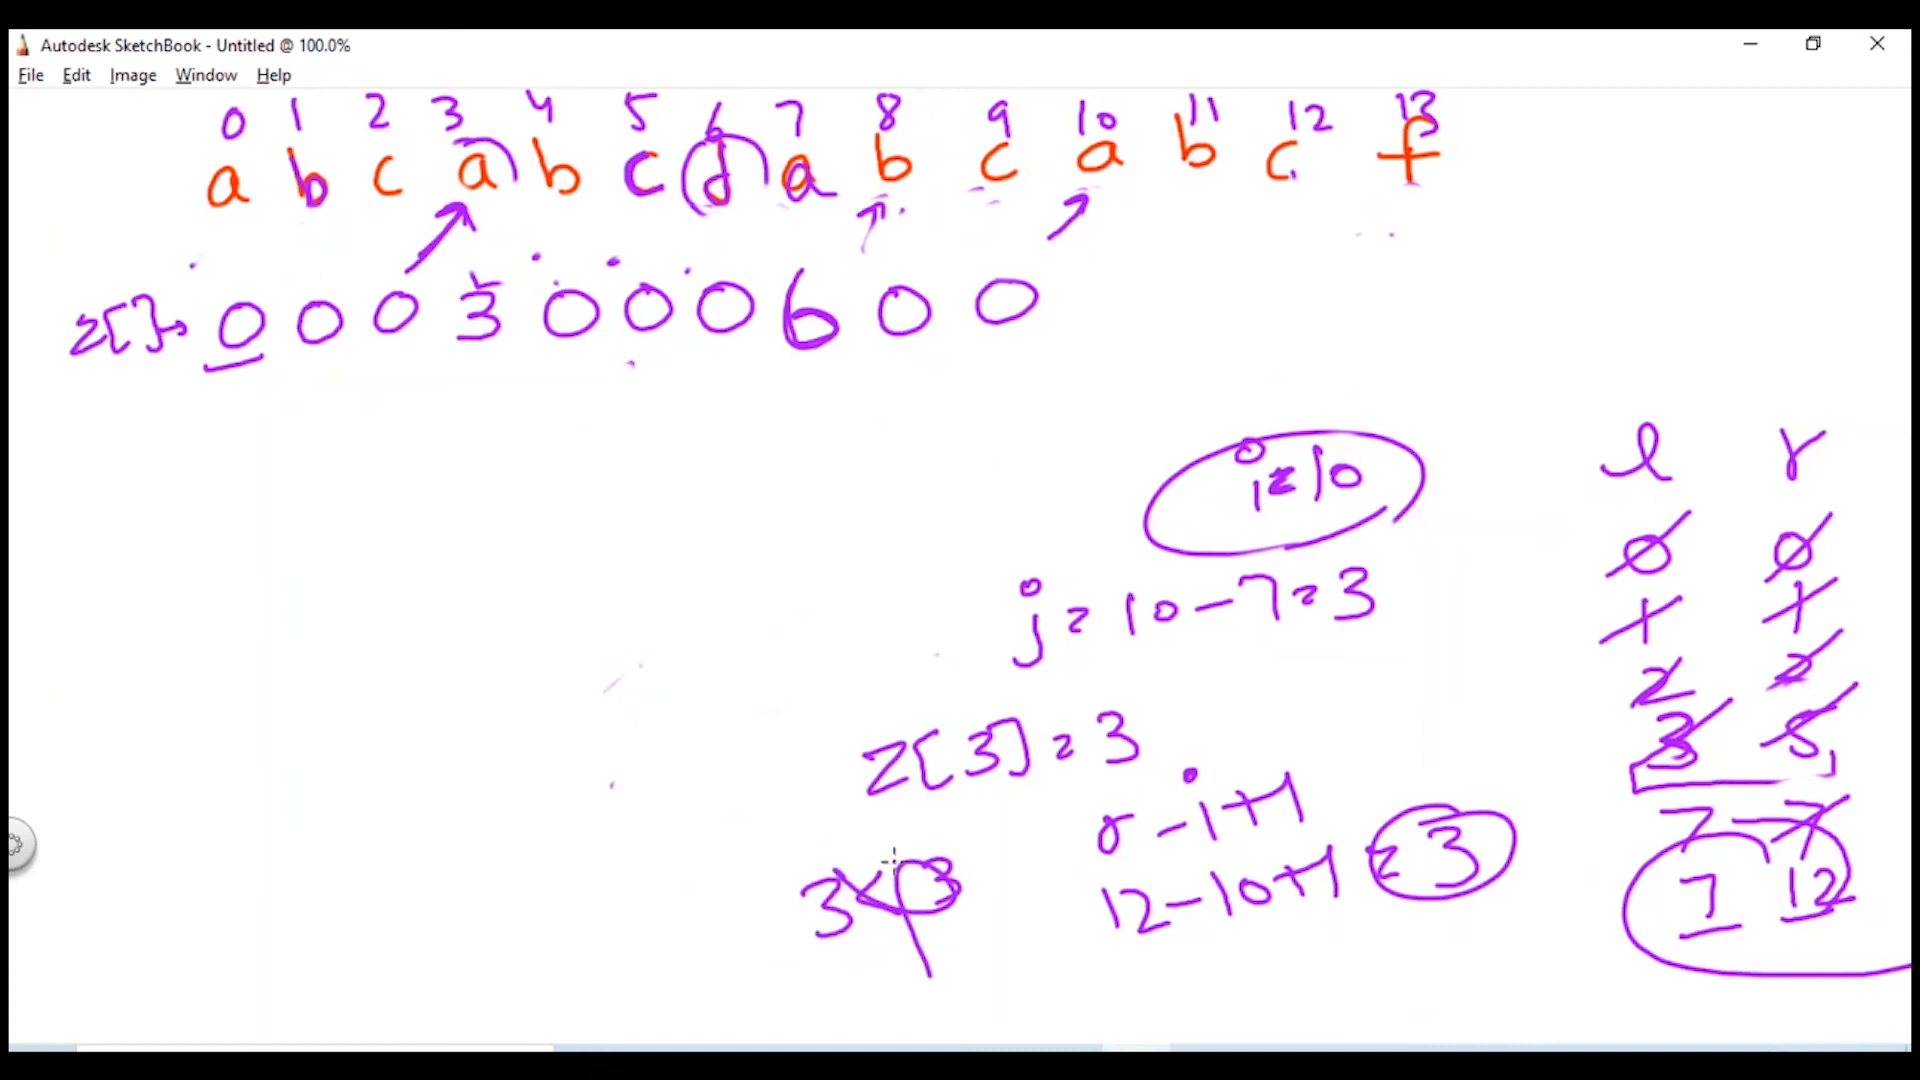 Autodesk SketchBook - Untitled @ 100.0%
File Edit Image Window Help
0 1 2 3 4 5 6 7 8 9 10 11 12 13
a b c a b c d a b c a b c f
z[]→ 0 0 0 3 0 0 0 6 0 0
i=10
l r
0 0
j = 10-7=3
1 1
2 2
z[3] = 3
3 5
r-i+1
7 7
3<3
12-10+1 = 3
7 12